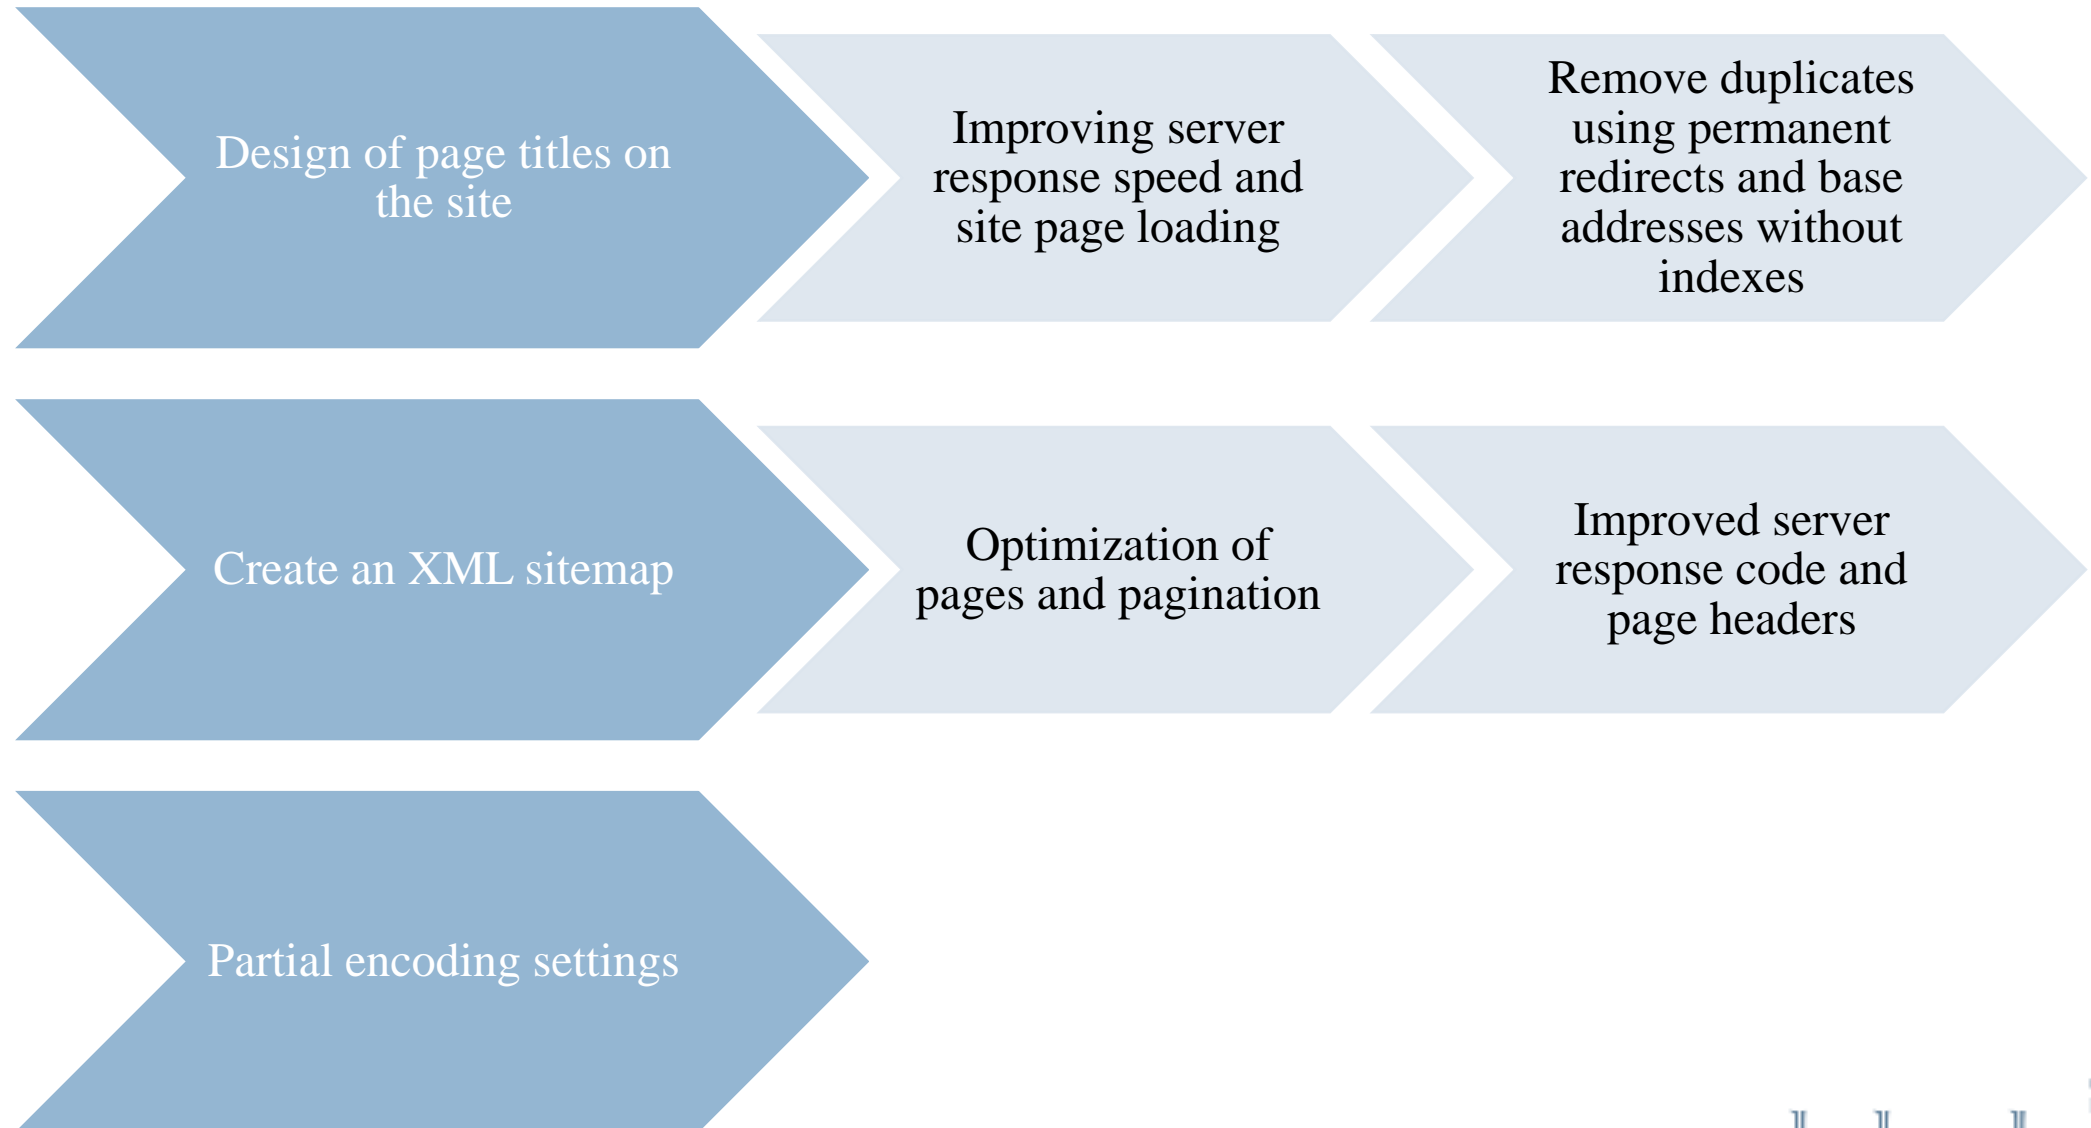 Design of page titles on
the site
Improving server
response speed and
site page loading
Remove duplicates
using permanent
redirects and base
addresses without
indexes
Create an XML sitemap
Optimization of
pages and pagination
Improved server
response code and
page headers
Partial encoding settings